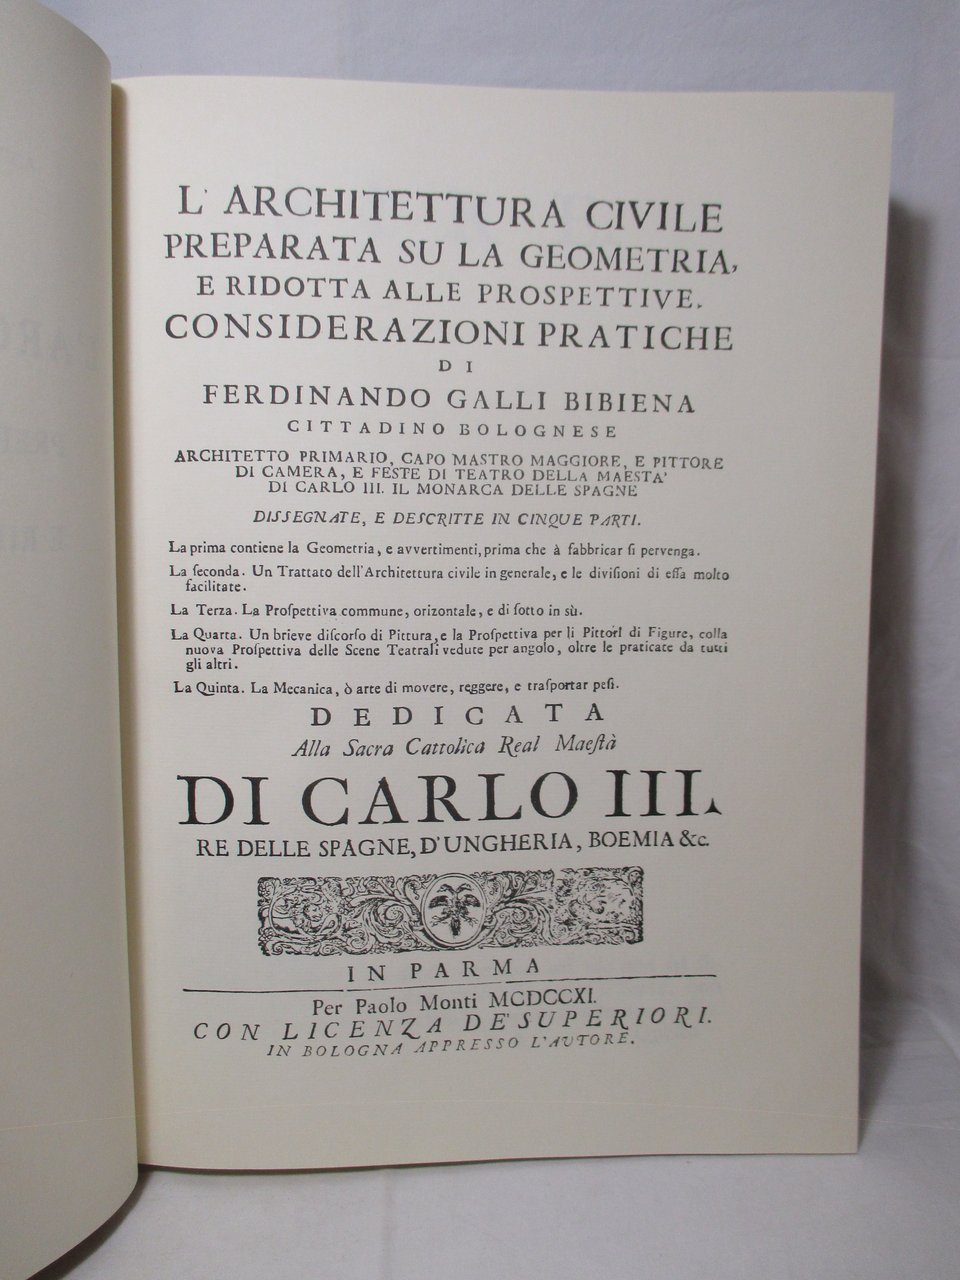 L' ARCHITETTURA CIVILE
PREPARATA SU LA GEOMETRIA,
E RIDOTTA ALLE PROSPETTIVE.
CONSIDERAZIONI PRATICHE
DI
FERDINANDO GALLI BIBIENA
CITTADINO BOLOGNESE
ARCHITETTO PRIMARIO, CAPO MASTRO MAGGIORE, E PITTORE
DI CAMERA, E FESTE DI TEATRO DELLA MAESTA'
DI CARLO III. IL MONARCA DELLE SPAGNE
DISSEGNATE, E DESCRITTE IN CINQUE PARTI.
La prima contiene la Geometria, e avvertimenti, prima che à fabbricar ſi pervenga.
La ſeconda. Un Trattato dell'Architettura civile in generale, e le diviſioni di eſſa molto
facilitate.
La Terza. La Proſpettiva commune, orizontale, e di ſotto in sù.
La Quarta. Un brieve diſcorſo di Pittura, e la Proſpettiva per li Pittori di Figure, colla
nuova Proſpettiva delle Scene Teatrali vedute per angolo, oltre le praticate da tutti
gli altri.
La Quinta. La Mecanica, ò arte di movere, reggere, e traſportar peſi.
DEDICATA
Alla Sacra Cattolica Real Maeſtà
DI CARLO III.
RE DELLE SPAGNE, D'UNGHERIA, BOEMIA &c.
IN PARMA
Per Paolo Monti MCDCCXI.
CON LICENZA DE' SUPERIORI.
IN BOLOGNA APPRESSO L'AUTORE.